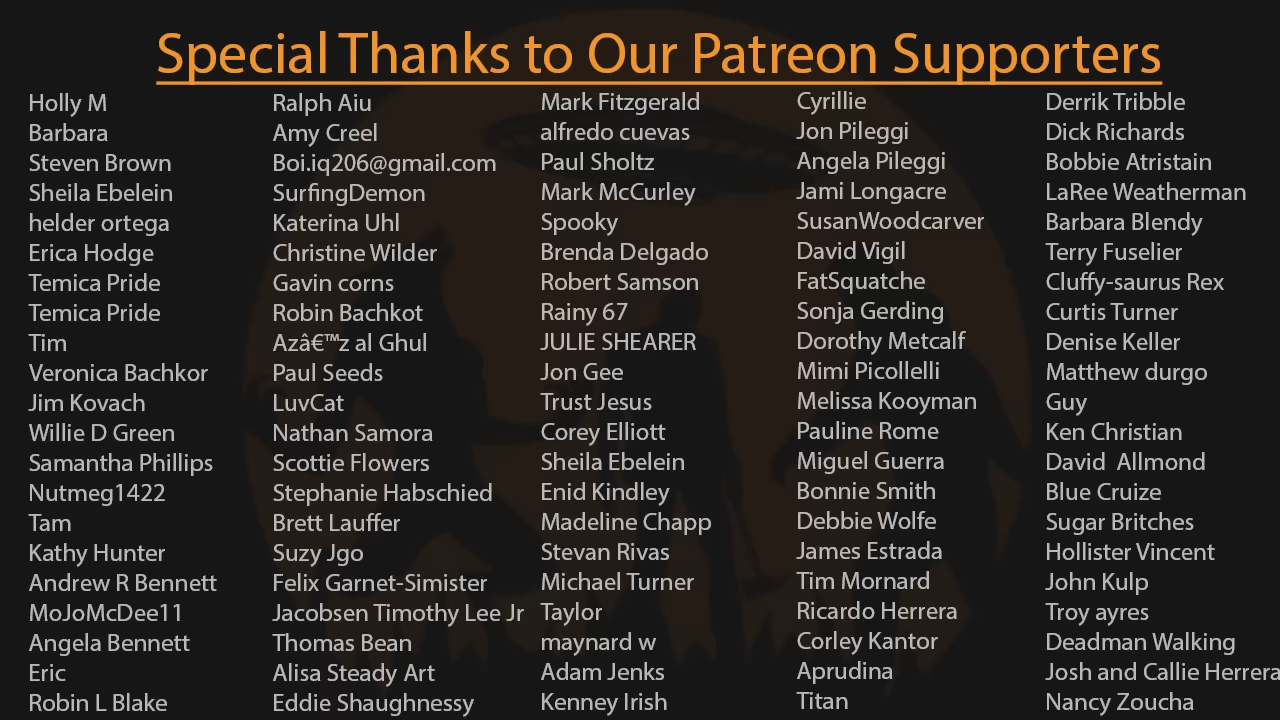 Special Thanks to Our Patreon Supporters
Holly M
Barbara
Steven Brown
Sheila Ebelein
helder ortega
Erica Hodge
Temica Pride
Temica Pride
Tim
Veronica Bachkor
Jim Kovach
Willie D Green
Samantha Phillips
Nutmeg1422
Tam
Kathy Hunter
Andrew R Bennett
MoJoMcDee11
Angela Bennett
Eric
Robin L Blake
Ralph Aiu
Amy Creel
Boi.iq206@gmail.com
SurfingDemon
Katerina Uhl
Christine Wilder
Gavin corns
Robin Bachkot
Azâ€™z al Ghul
Paul Seeds
LuvCat
Nathan Samora
Scottie Flowers
Stephanie Habschied
Brett Lauffer
Suzy Jgo
Felix Garnet-Simister
Jacobsen Timothy Lee Jr
Thomas Bean
Alisa Steady Art
Eddie Shaughnessy
Mark Fitzgerald
alfredo cuevas
Paul Sholtz
Mark McCurley
Spooky
Brenda Delgado
Robert Samson
Rainy 67
JULIE SHEARER
Jon Gee
Trust Jesus
Corey Elliott
Sheila Ebelein
Enid Kindley
Madeline Chapp
Stevan Rivas
Michael Turner
Taylor
maynard w
Adam Jenks
Kenney Irish
Cyrillie
Jon Pileggi
Angela Pileggi
Jami Longacre
SusanWoodcarver
David Vigil
FatSquatche
Sonja Gerding
Dorothy Metcalf
Mimi Picollelli
Melissa Kooyman
Pauline Rome
Miguel Guerra
Bonnie Smith
Debbie Wolfe
James Estrada
Tim Mornard
Ricardo Herrera
Corley Kantor
Aprudina
Titan
Derrik Tribble
Dick Richards
Bobbie Atristain
LaRee Weatherman
Barbara Blendy
Terry Fuselier
Cluffy-saurus Rex
Curtis Turner
Denise Keller
Matthew durgo
Guy
Ken Christian
David  Allmond
Blue Cruize
Sugar Britches
Hollister Vincent
John Kulp
Troy ayres
Deadman Walking
Josh and Callie Herrera
Nancy Zoucha